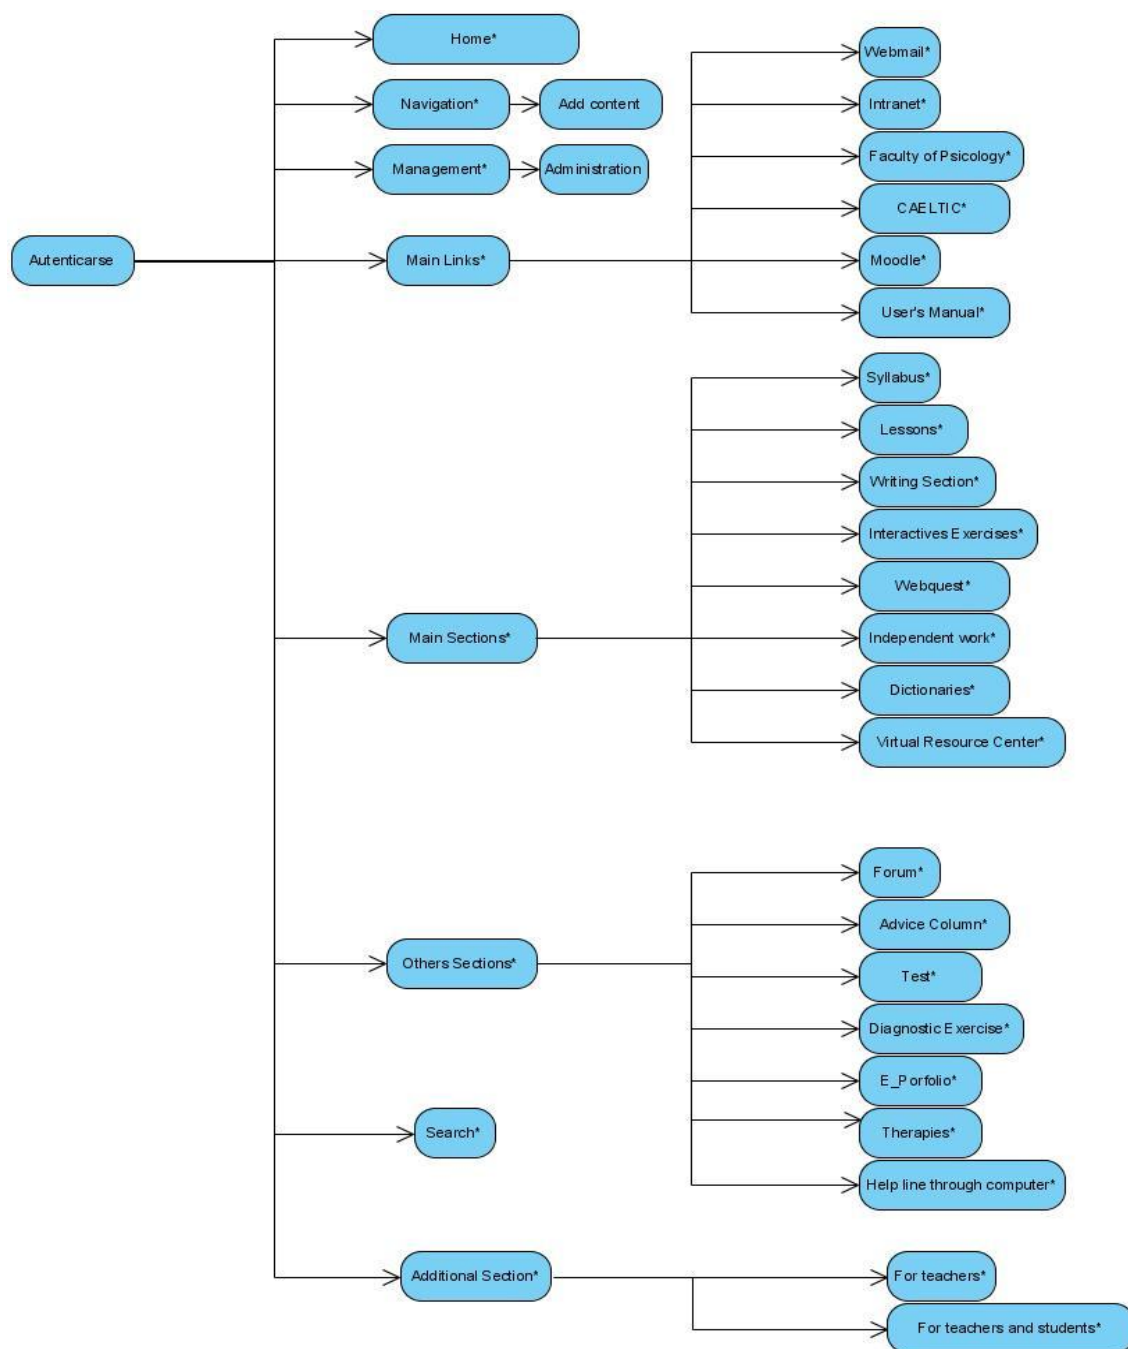 Autenticarse
Home*
Navigation*
Add content
Management*
Administration
Main Links*
Webmail*
Intranet*
Faculty of Psicology*
CAELTIC*
Moodle*
User's Manual*
Main Sections*
Syllabus*
Lessons*
Writing Section*
Interactives Exercises*
Webquest*
Independent work*
Dictionaries*
Virtual Resource Center*
Others Sections*
Forum*
Advice Column*
Test*
Diagnostic Exercise*
E_Porfolio*
Therapies*
Help line through computer*
Search*
Additional Section*
For teachers*
For teachers and students*